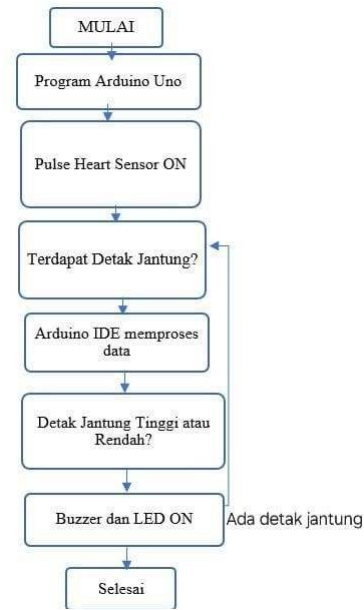 MULAI
Program Arduino Uno
Pulse Heart Sensor ON
Terdapat Detak Jantung?
Arduino IDE memproses
data
Detak Jantung Tinggi atau
Rendah?
Buzzer dan LED ON
Ada detak jantung
Selesai